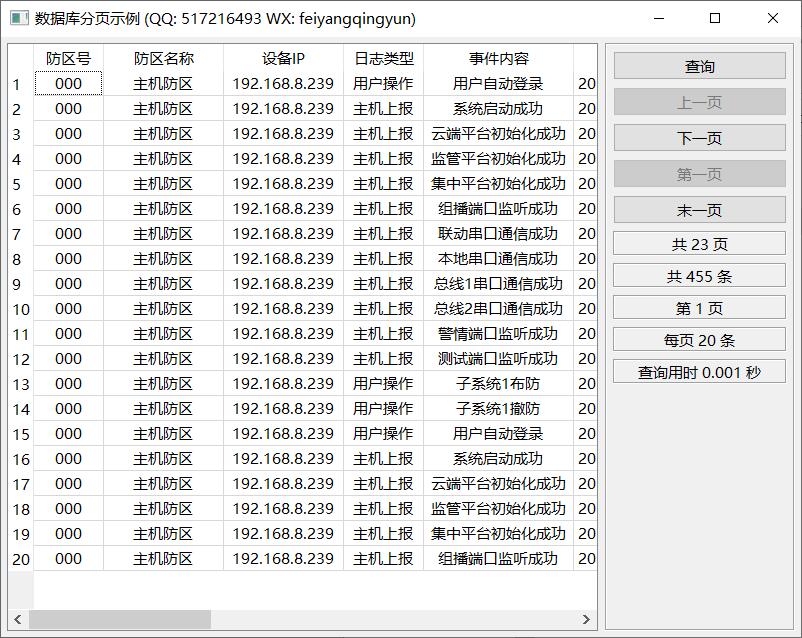 数据库分页示例 (QQ: 517216493 WX: feiyangqingyun)
防区号 防区名称 设备IP 日志类型 事件内容
1 000 主机防区 192.168.8.239 用户操作 用户自动登录 20
2 000 主机防区 192.168.8.239 主机上报 系统启动成功 20
3 000 主机防区 192.168.8.239 主机上报 云端平台初始化成功 20
4 000 主机防区 192.168.8.239 主机上报 监管平台初始化成功 20
5 000 主机防区 192.168.8.239 主机上报 集中平台初始化成功 20
6 000 主机防区 192.168.8.239 主机上报 组播端口监听成功 20
7 000 主机防区 192.168.8.239 主机上报 联动串口通信成功 20
8 000 主机防区 192.168.8.239 主机上报 本地串口通信成功 20
9 000 主机防区 192.168.8.239 主机上报 总线1串口通信成功 20
10 000 主机防区 192.168.8.239 主机上报 总线2串口通信成功 20
11 000 主机防区 192.168.8.239 主机上报 警情端口监听成功 20
12 000 主机防区 192.168.8.239 主机上报 测试端口监听成功 20
13 000 主机防区 192.168.8.239 用户操作 子系统1布防 20
14 000 主机防区 192.168.8.239 用户操作 子系统1撤防 20
15 000 主机防区 192.168.8.239 用户操作 用户自动登录 20
16 000 主机防区 192.168.8.239 主机上报 系统启动成功 20
17 000 主机防区 192.168.8.239 主机上报 云端平台初始化成功 20
18 000 主机防区 192.168.8.239 主机上报 监管平台初始化成功 20
19 000 主机防区 192.168.8.239 主机上报 集中平台初始化成功 20
20 000 主机防区 192.168.8.239 主机上报 组播端口监听成功 20
查询
上一页
下一页
第一页
末一页
共 23 页
共 455 条
第 1 页
每页 20 条
查询用时 0.001 秒